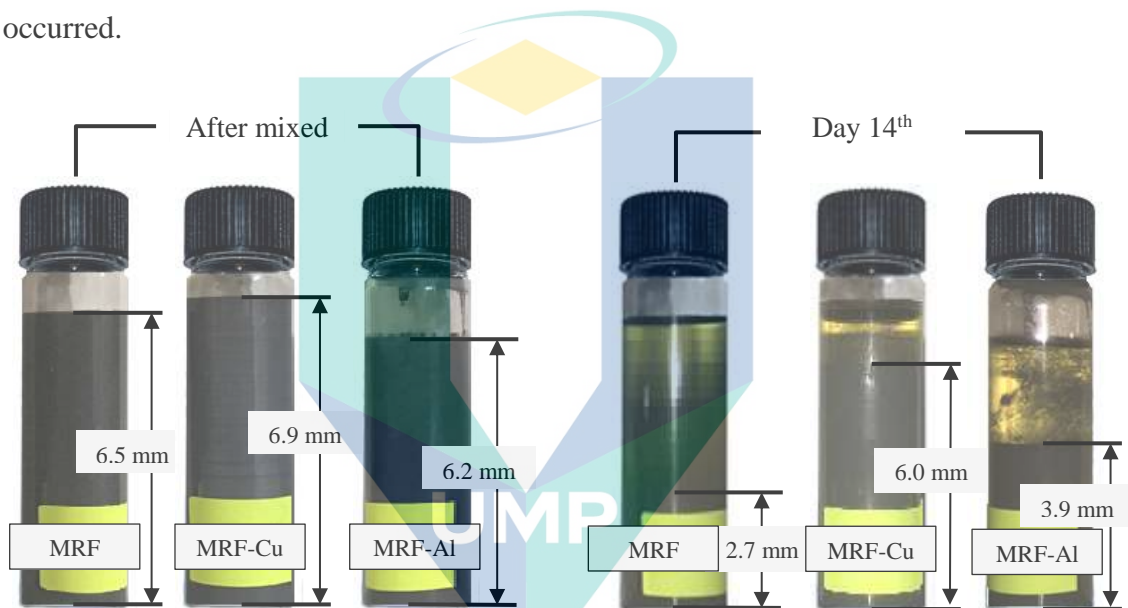 occurred.
After mixed
Day 14th
6.5 mm
6.9 mm
6.2 mm
6.0 mm
3.9 mm
2.7 mm
MRF
MRF-Cu
MRF-Al
MRF
MRF-Cu
MRF-Al
UMP